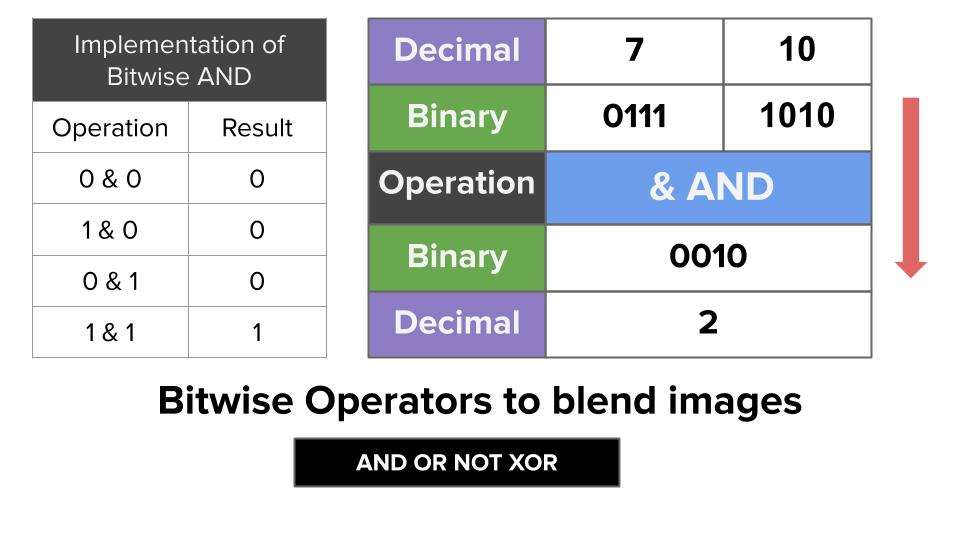 Implementation of
Bitwise AND
Operation Result
0 & 0 0
1 & 0 0
0 & 1 0
1 & 1 1
Decimal 7 10
Binary 0111 1010
Operation & AND
Binary 0010
Decimal 2
Bitwise Operators to blend images
AND OR NOT XOR